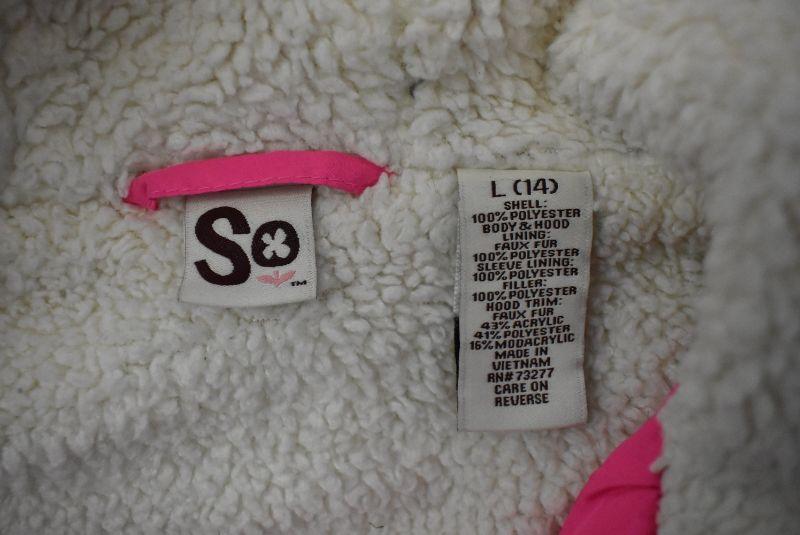 So
TM
L (14)
SHELL:
100% POLYESTER
BODY & HOOD
LINING:
FAUX FUR
100% POLYESTER
SLEEVE LINING:
100% POLYESTER
FILLER:
100% POLYESTER
HOOD TRIM:
FAUX FUR
43% ACRYLIC
41% POLYESTER
16% MODACRYLIC
MADE IN
VIETNAM
RN# 73277
CARE ON
REVERSE